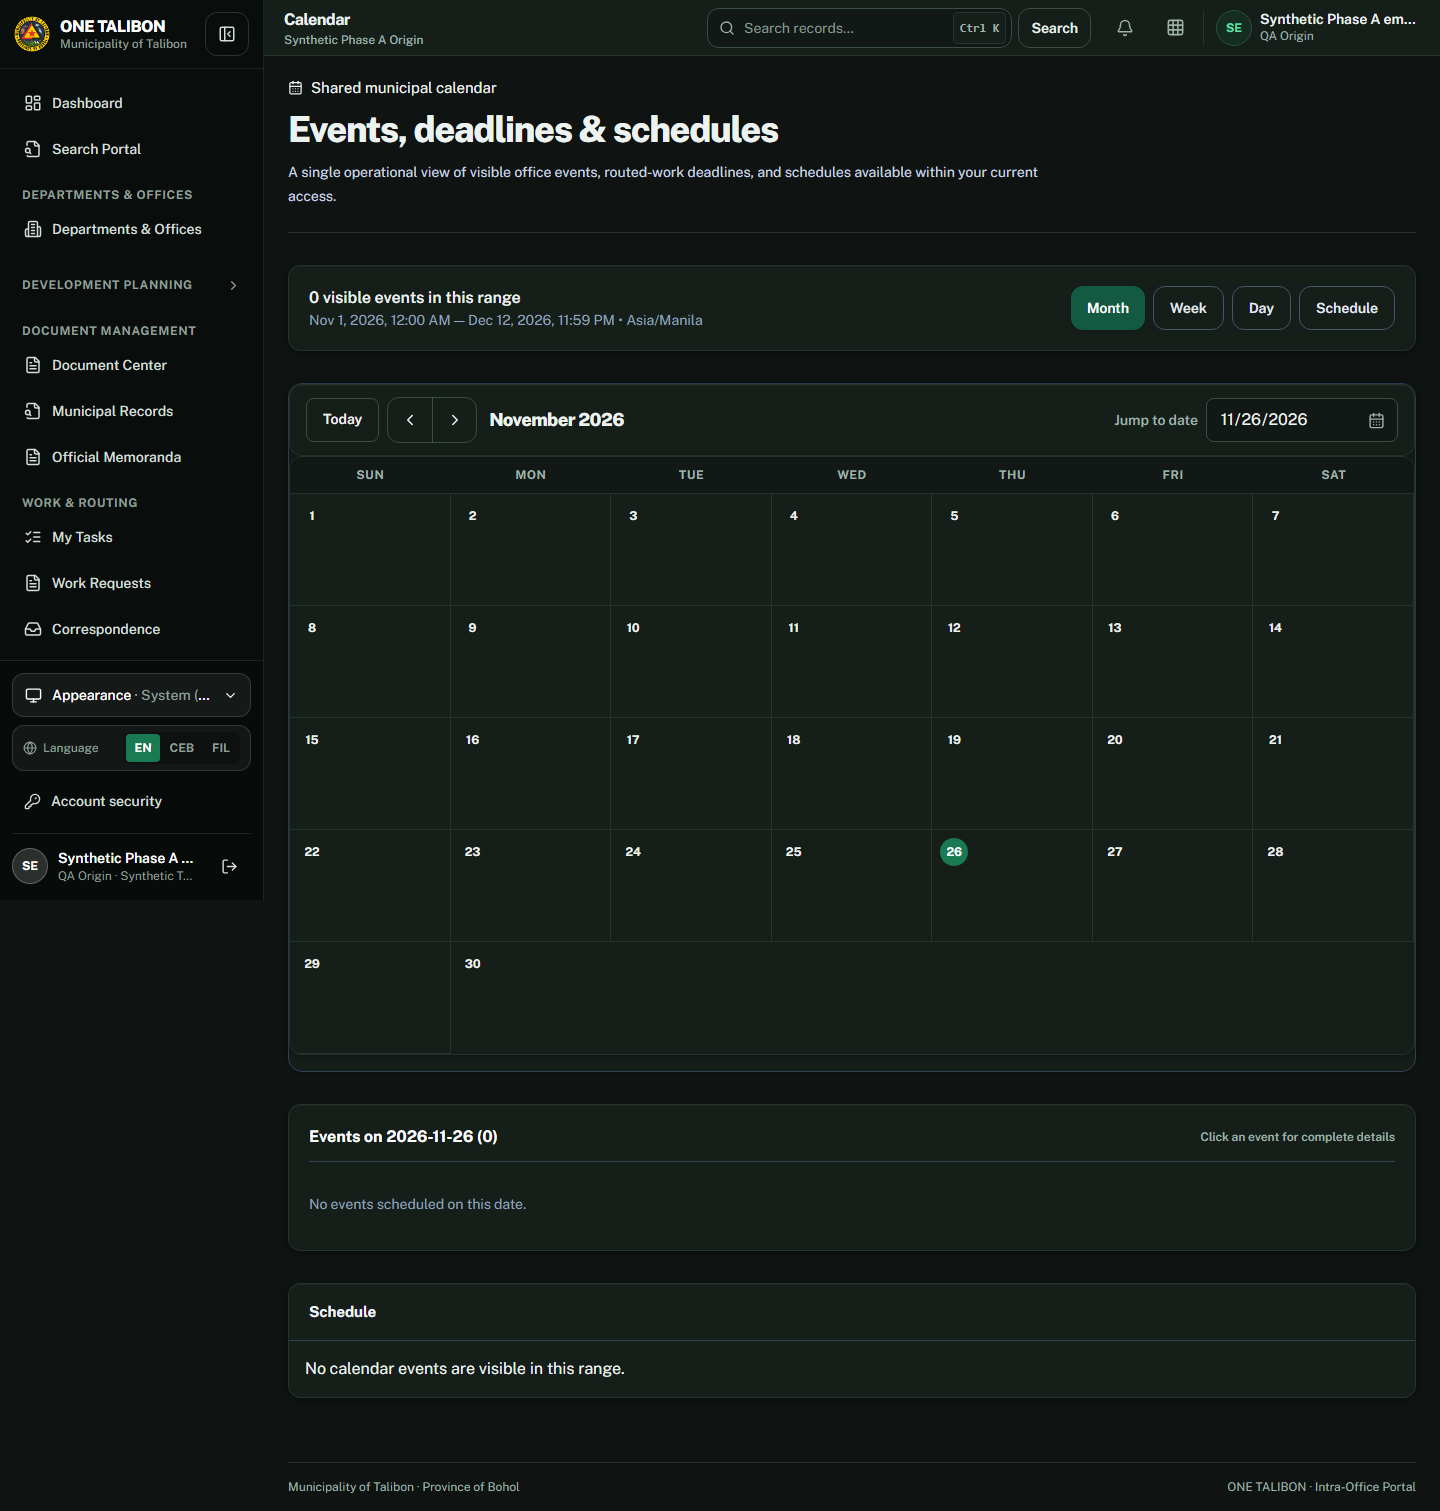 ONE TALIBON
Municipality of Talibon
Dashboard
Search Portal
DEPARTMENTS & OFFICES
Departments & Offices
DEVELOPMENT PLANNING
DOCUMENT MANAGEMENT
Document Center
Municipal Records
Official Memoranda
WORK & ROUTING
My Tasks
Work Requests
Correspondence
Appearance · System (...
Language EN CEB FIL
Account security
SE Synthetic Phase A ...
QA Origin · Synthetic T...
Calendar
Synthetic Phase A Origin
Search records... Ctrl K Search
SE Synthetic Phase A em...
QA Origin
Shared municipal calendar
Events, deadlines & schedules
A single operational view of visible office events, routed-work deadlines, and schedules available within your current
access.
0 visible events in this range
Nov 1, 2026, 12:00 AM — Dec 12, 2026, 11:59 PM • Asia/Manila
Month Week Day Schedule
Today November 2026 Jump to date 11/26/2026
SUN MON TUE WED THU FRI SAT
1 2 3 4 5 6 7
8 9 10 11 12 13 14
15 16 17 18 19 20 21
22 23 24 25 26 27 28
29 30
Events on 2026-11-26 (0) Click an event for complete details
No events scheduled on this date.
Schedule
No calendar events are visible in this range.
Municipality of Talibon · Province of Bohol ONE TALIBON · Intra-Office Portal